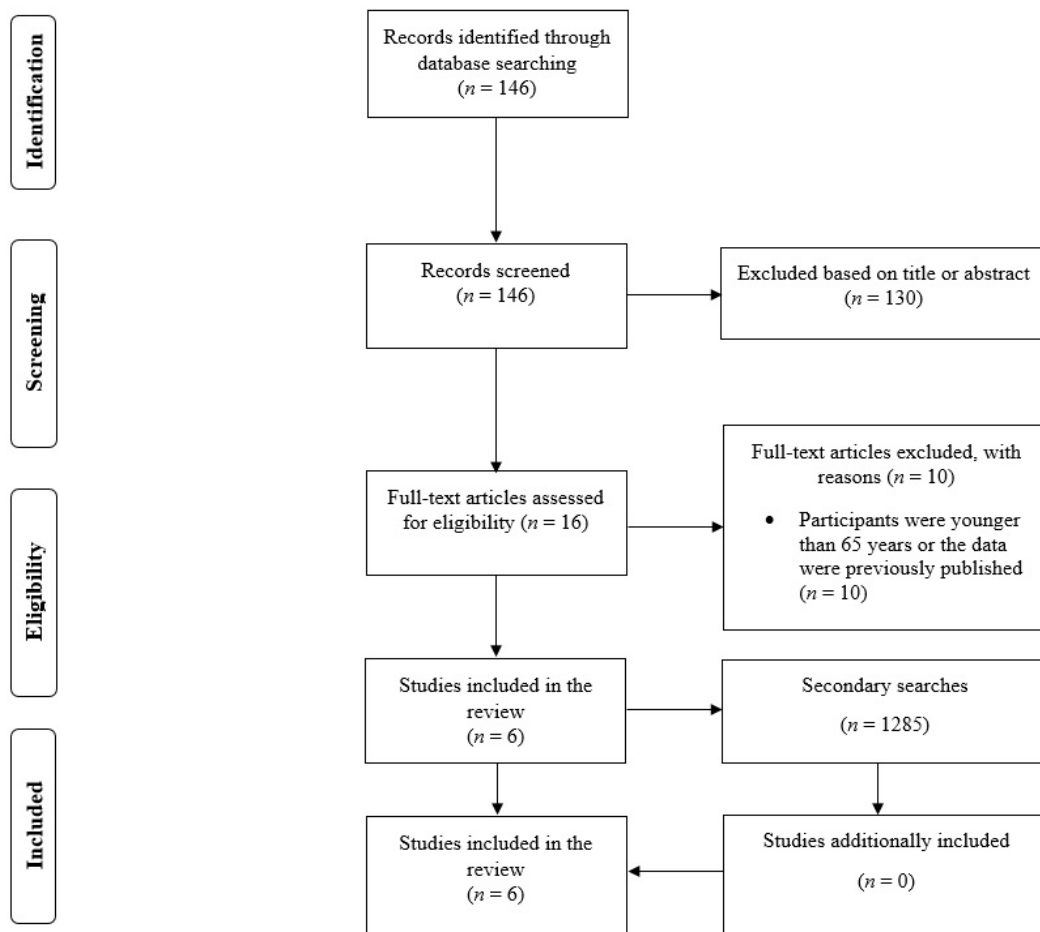 Identification
Records identified through
database searching
(n = 146)
Screening
Records screened
(n = 146)
Excluded based on title or abstract
(n = 130)
Eligibility
Full-text articles assessed
for eligibility (n = 16)
Full-text articles excluded, with
reasons (n = 10)
• Participants were younger
than 65 years or the data
were previously published
(n = 10)
Studies included in the
review
(n = 6)
Secondary searches
(n = 1285)
Included
Studies included in the
review
(n = 6)
Studies additionally included
(n = 0)